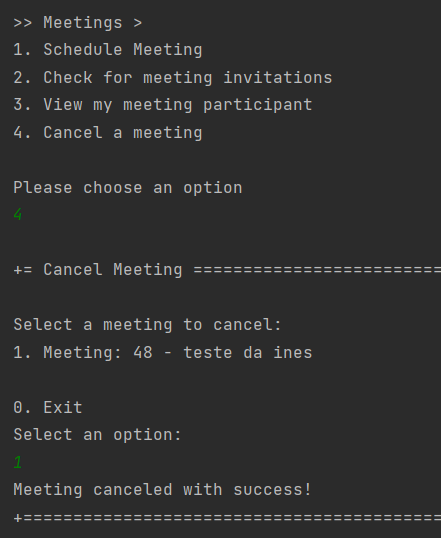 >> Meetings >
1. Schedule Meeting
2. Check for meeting invitations
3. View my meeting participant
4. Cancel a meeting
Please choose an option
4
+= Cancel Meeting =========================
Select a meeting to cancel:
1. Meeting: 48 - teste da ines
0. Exit
Select an option:
1
Meeting canceled with success!
+==========================================